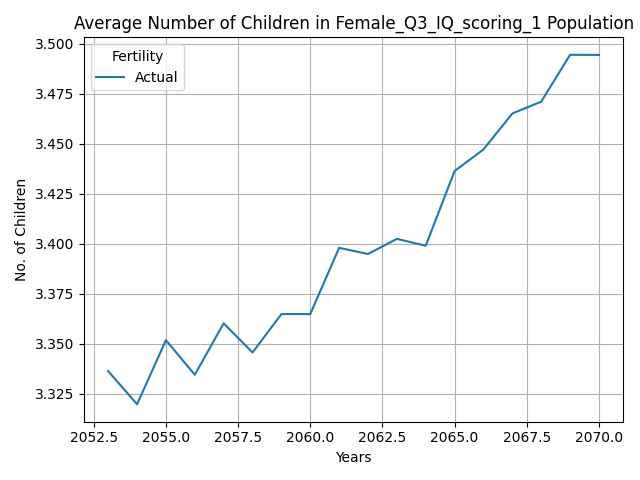 Average Number of Children in Female_Q3_IQ_scoring_1 Population
Fertility
Actual
No. of Children
3.500
3.475
3.450
3.425
3.400
3.375
3.350
3.325
2052.5 2055.0 2057.5 2060.0 2062.5 2065.0 2067.5 2070.0
Years